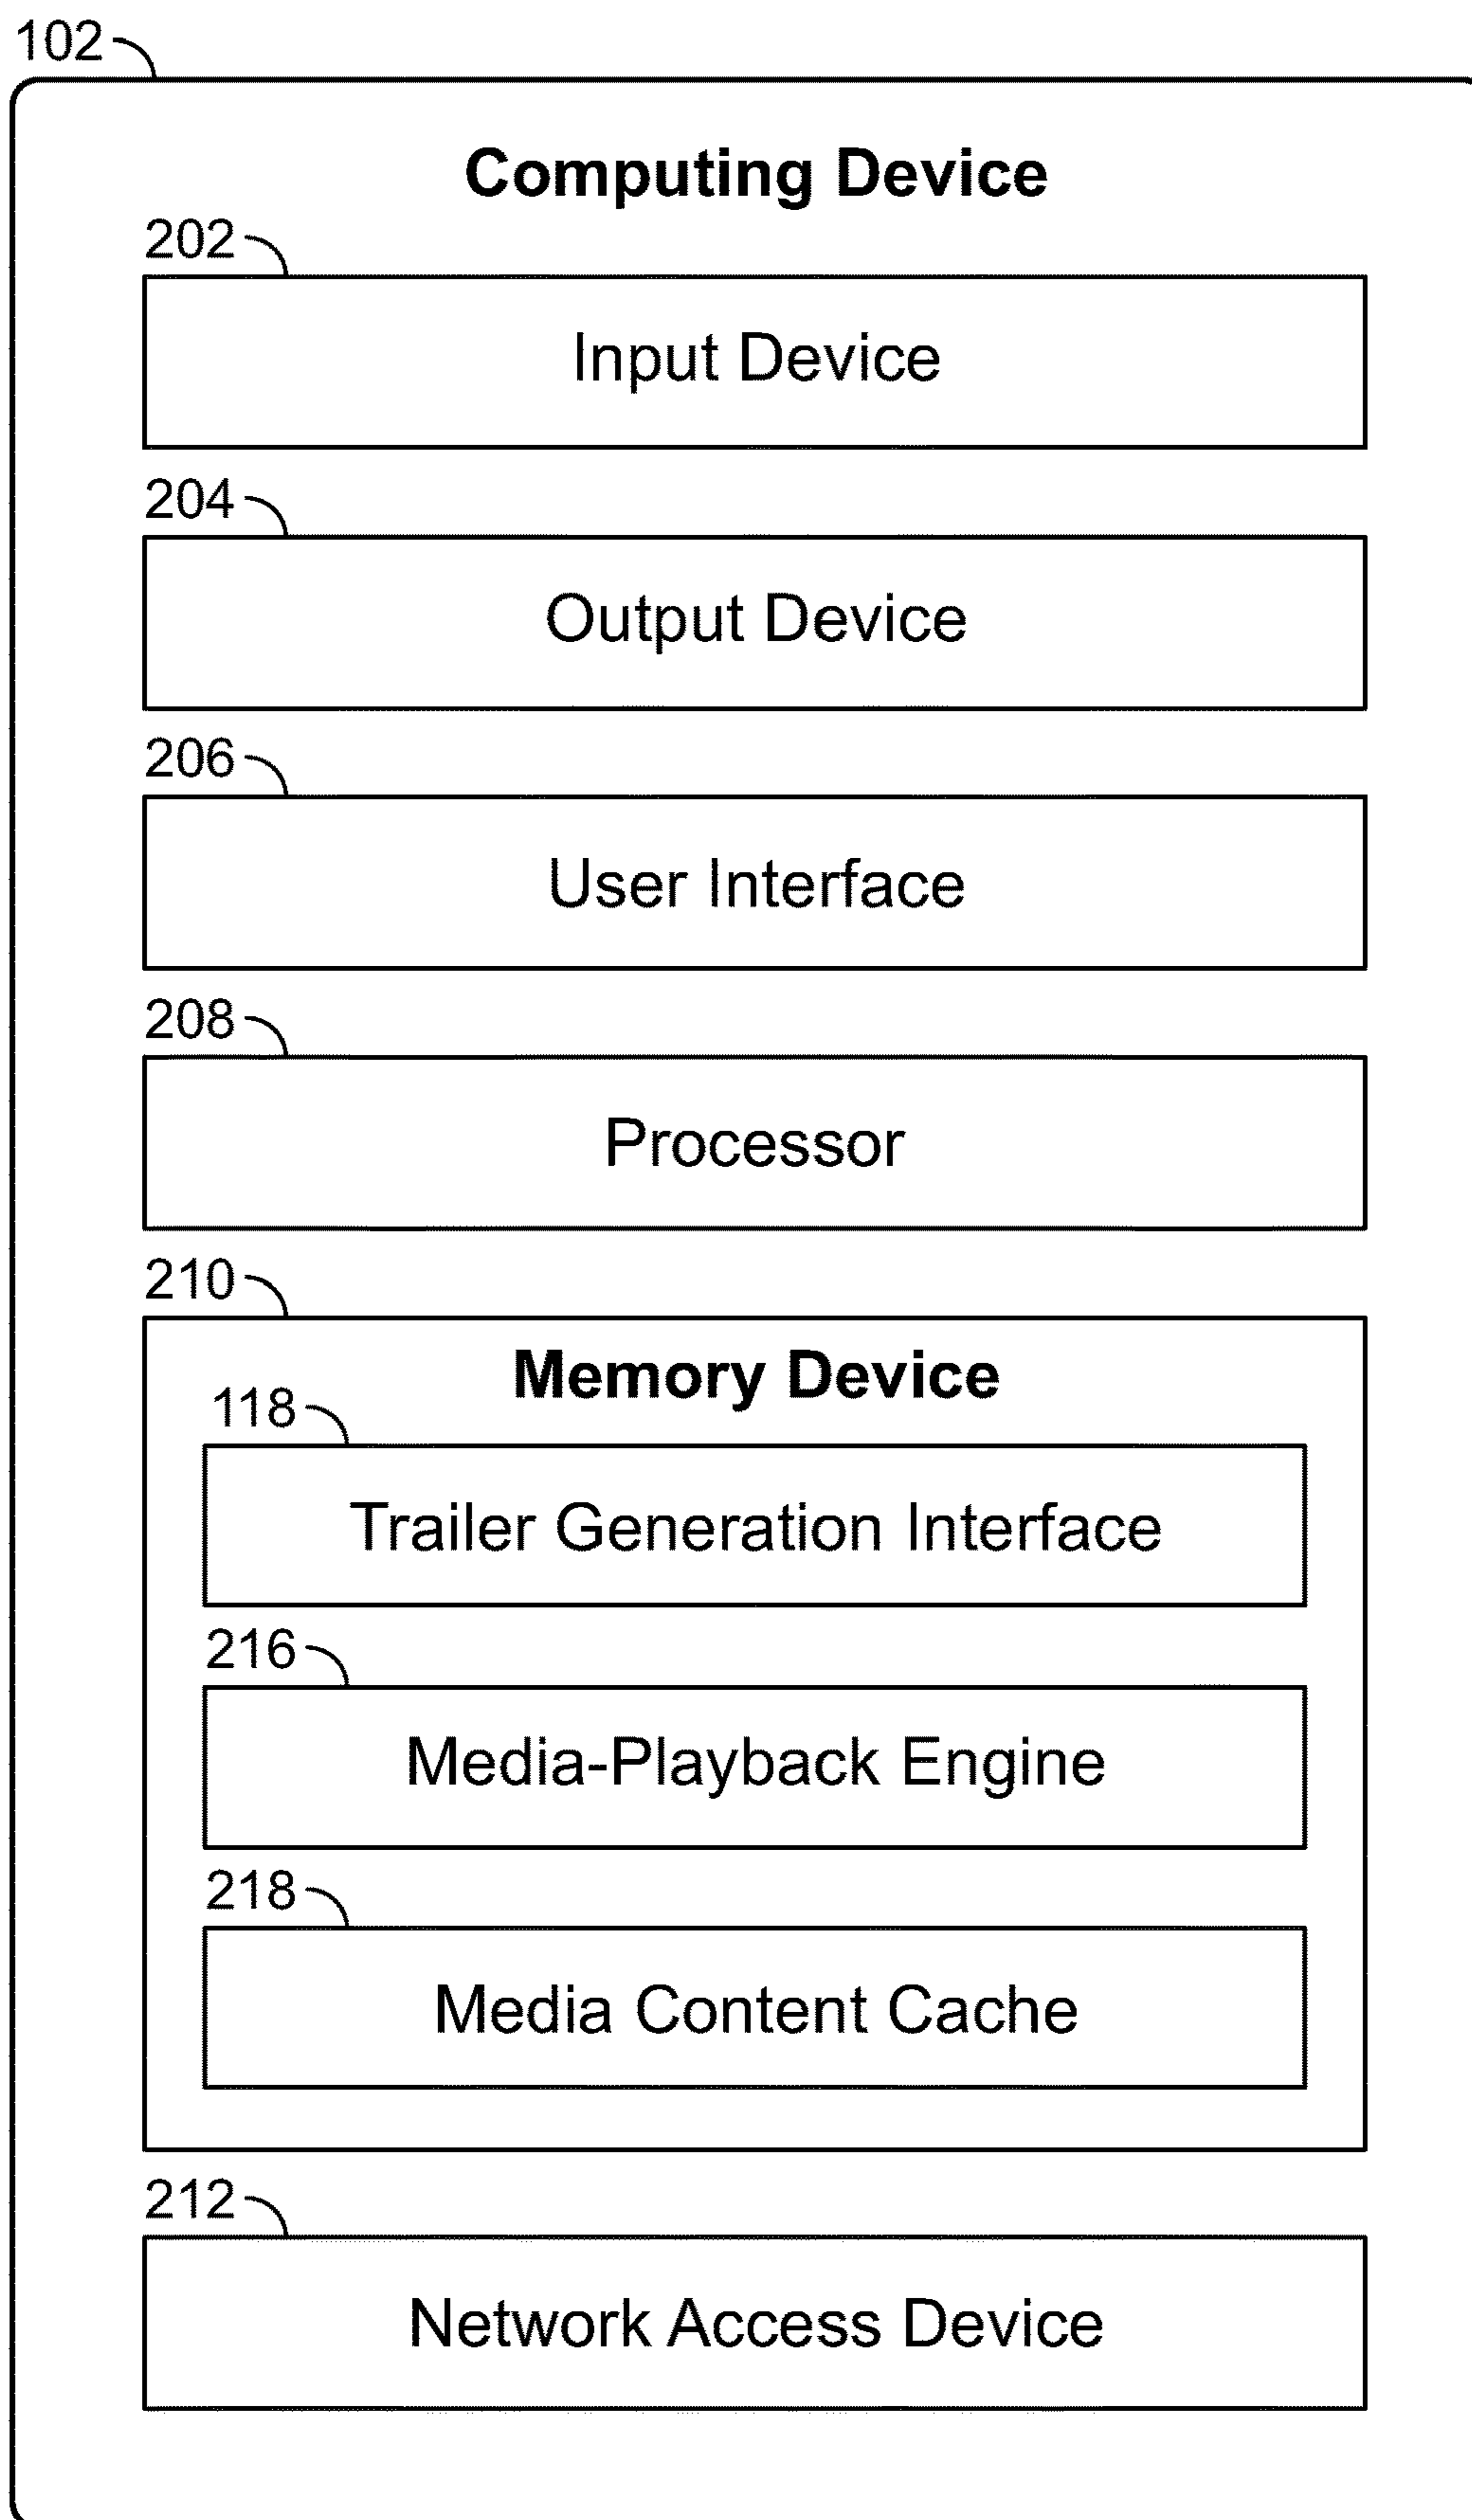 102
Computing Device
202
Input Device
204
Output Device
206
User Interface
208
Processor
210
Memory Device
118
Trailer Generation Interface
216
Media-Playback Engine
218
Media Content Cache
212
Network Access Device